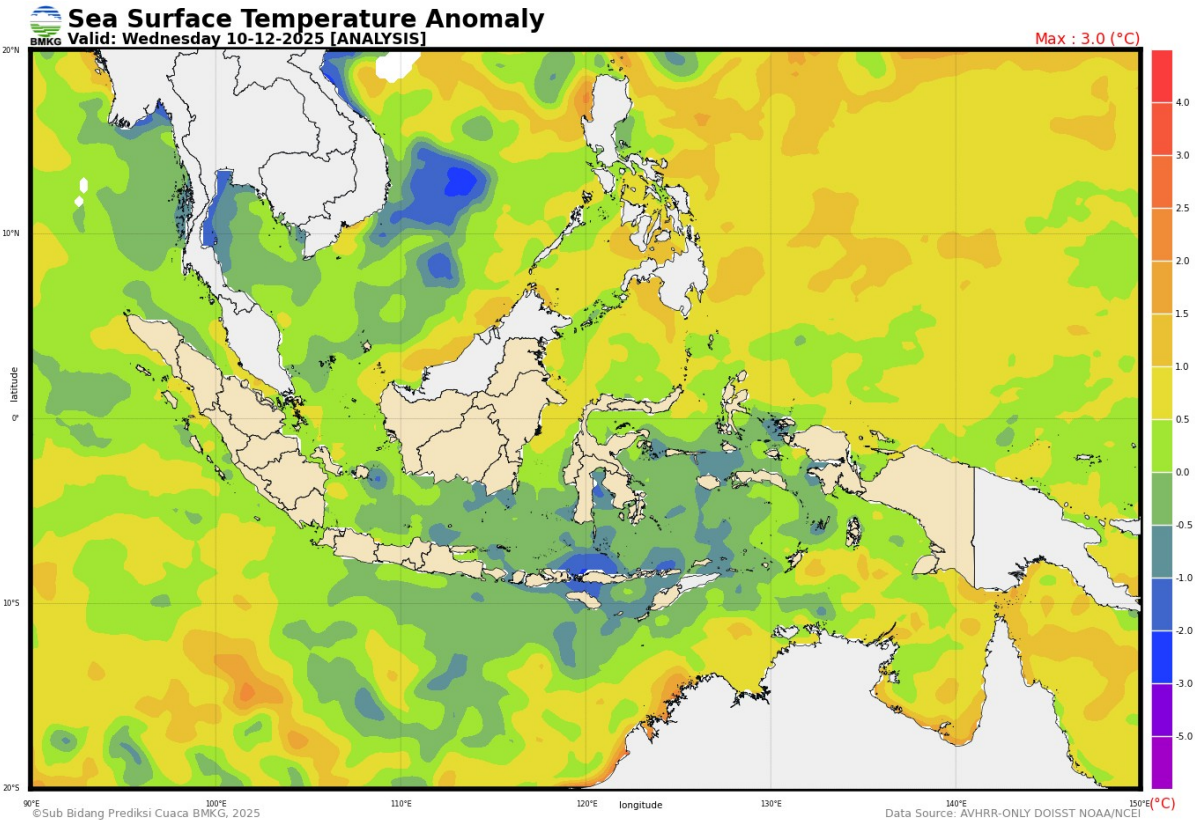 BMKG
Sea Surface Temperature Anomaly
Valid: Wednesday 10-12-2025 [ANALYSIS]
Max : 3.0 (°C)
20°N
10°N
0°
10°S
20°S
latitude
90°E
100°E
110°E
120°E
130°E
140°E
150°E
longitude
4.0
3.0
2.5
2.0
1.5
1.0
0.5
0.0
-0.5
-1.0
-2.0
-3.0
-5.0
(°C)
©Sub Bidang Prediksi Cuaca BMKG, 2025
Data Source: AVHRR-ONLY DOISST NOAA/NCEI